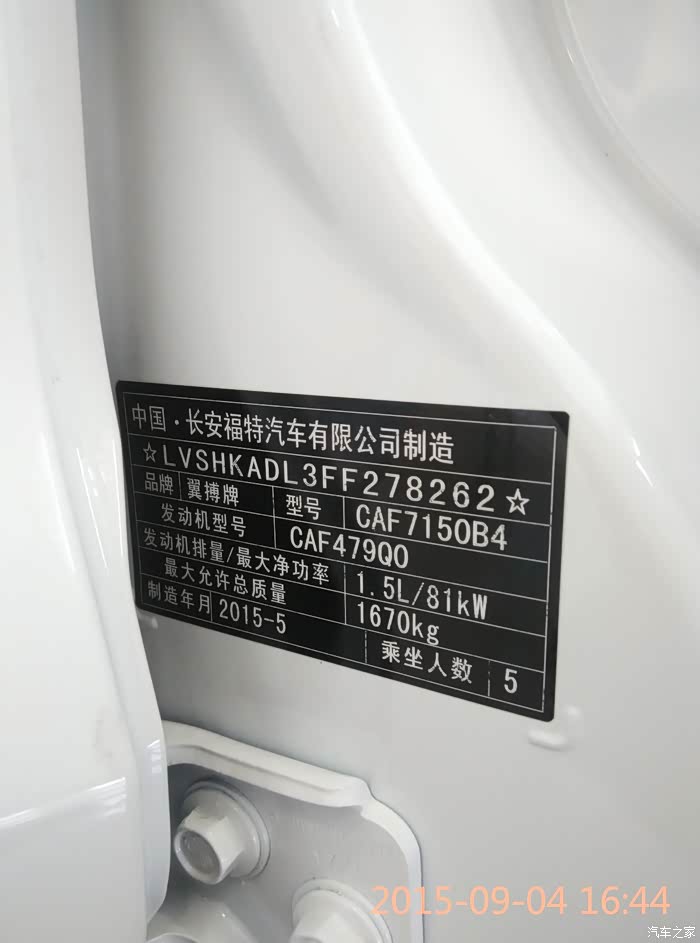 中国·长安福特汽车有限公司制造
☆LVSHKADL3FF278262☆
品牌 翼搏牌 型号 CAF7150B4
发动机型号 CAF479Q0
发动机排量/最大净功率 1.5L/81kW
最大允许总质量 1670kg
制造年月 2015-5 乘坐人数 5
2015-09-04 16:44
汽车之家